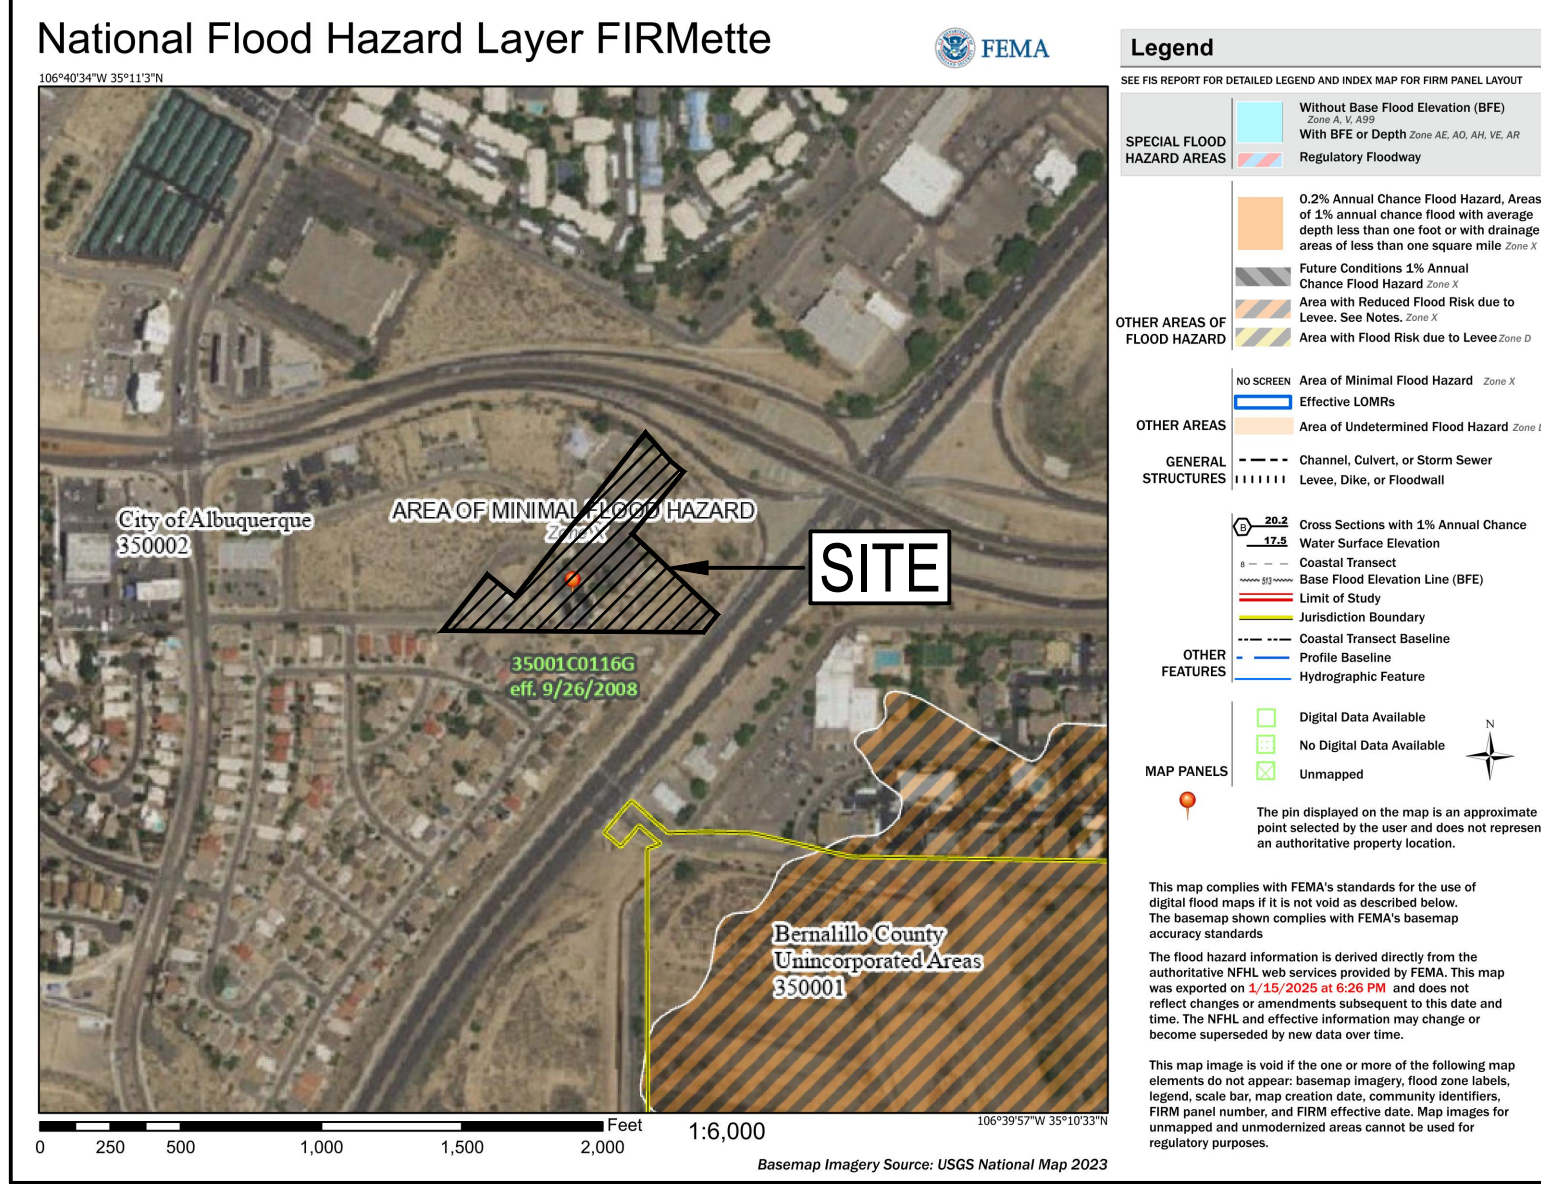 National Flood Hazard Layer FIRMette
FEMA
106°40'34"W 35°11'3"N
AREA OF MINIMAL FLOOD HAZARD
Zone X
City of Albuquerque
350002
SITE
35001C0116G
eff. 9/26/2008
Bernalillo County
Unincorporated Areas
350001
106°39'57"W 35°10'33"N
Feet
0 250 500 1,000 1,500 2,000
1:6,000
Basemap Imagery Source: USGS National Map 2023
Legend
SEE FIS REPORT FOR DETAILED LEGEND AND INDEX MAP FOR FIRM PANEL LAYOUT
SPECIAL FLOOD
HAZARD AREAS
Without Base Flood Elevation (BFE)
Zone A, V, A99
With BFE or Depth Zone AE, AO, AH, VE, AR
Regulatory Floodway
OTHER AREAS OF
FLOOD HAZARD
0.2% Annual Chance Flood Hazard, Areas
of 1% annual chance flood with average
depth less than one foot or with drainage
areas of less than one square mile Zone X
Future Conditions 1% Annual
Chance Flood Hazard Zone X
Area with Reduced Flood Risk due to
Levee. See Notes. Zone X
Area with Flood Risk due to Levee Zone D
OTHER AREAS
NO SCREEN Area of Minimal Flood Hazard Zone X
Effective LOMRs
Area of Undetermined Flood Hazard Zone
GENERAL
STRUCTURES
Channel, Culvert, or Storm Sewer
Levee, Dike, or Floodwall
OTHER
FEATURES
B 20.2 Cross Sections with 1% Annual Chance
17.5 Water Surface Elevation
8 Coastal Transect
513 Base Flood Elevation Line (BFE)
Limit of Study
Jurisdiction Boundary
Coastal Transect Baseline
Profile Baseline
Hydrographic Feature
MAP PANELS
Digital Data Available
No Digital Data Available
Unmapped
N
The pin displayed on the map is an approximate
point selected by the user and does not represen
an authoritative property location.
This map complies with FEMA's standards for the use of
digital flood maps if it is not void as described below.
The basemap shown complies with FEMA's basemap
accuracy standards
The flood hazard information is derived directly from the
authoritative NFHL web services provided by FEMA. This map
was exported on 1/15/2025 at 6:26 PM and does not
reflect changes or amendments subsequent to this date and
time. The NFHL and effective information may change or
become superseded by new data over time.
This map image is void if the one or more of the following map
elements do not appear: basemap imagery, flood zone labels,
legend, scale bar, map creation date, community identifiers,
FIRM panel number, and FIRM effective date. Map images for
unmapped and unmodernized areas cannot be used for
regulatory purposes.